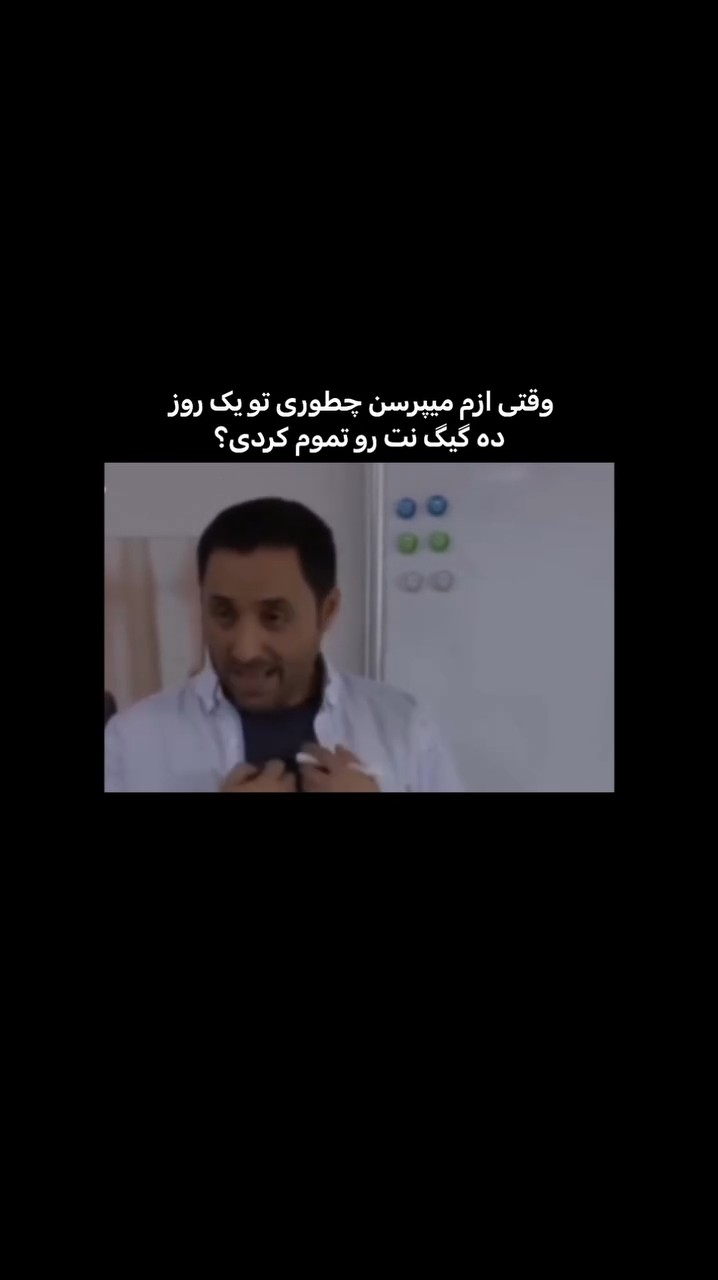 وقتی ازم میپرسن چطوری تو یک روز
ده گیگ نت رو تموم کردی؟